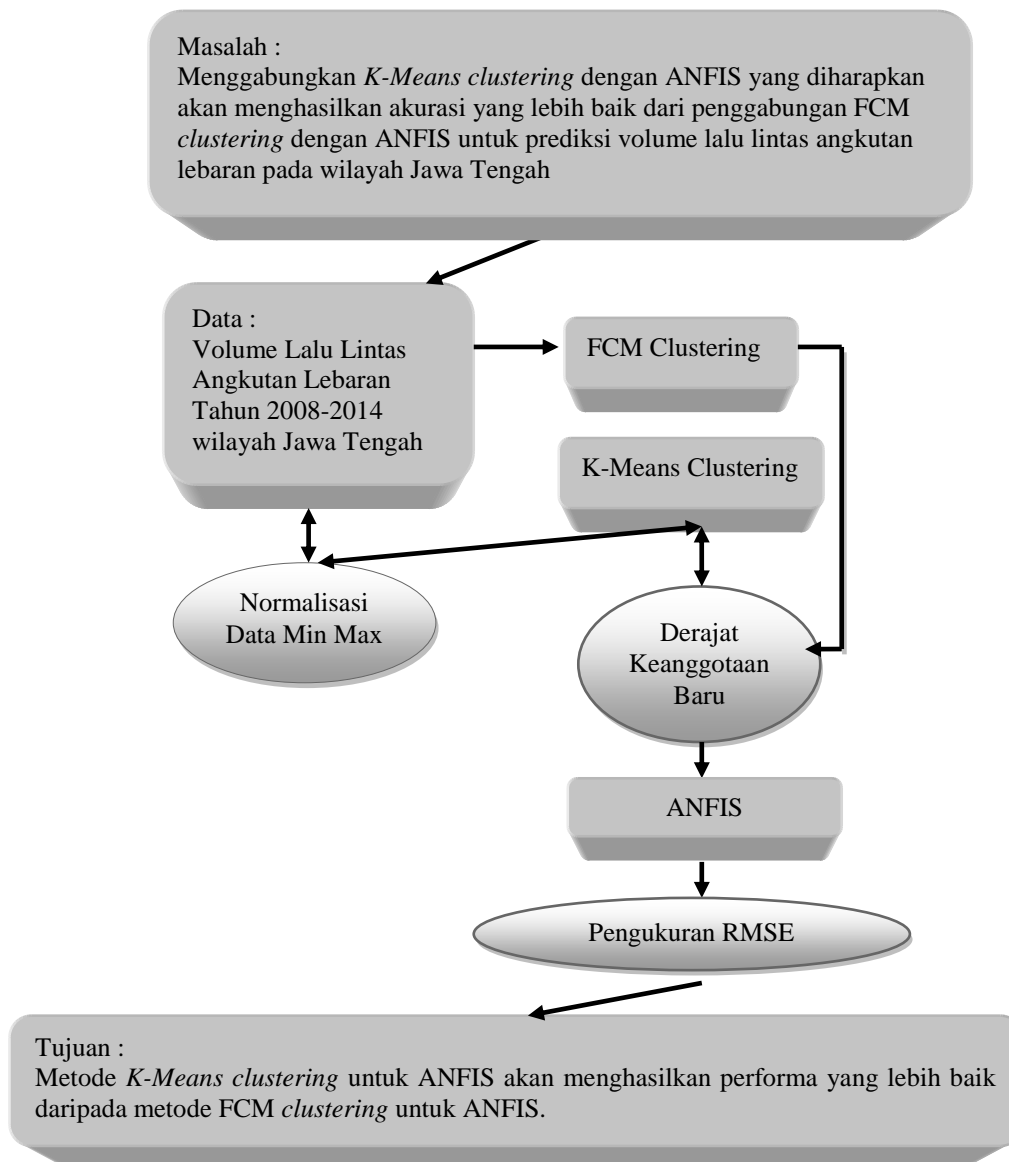 Masalah :
Menggabungkan K-Means clustering dengan ANFIS yang diharapkan
akan menghasilkan akurasi yang lebih baik dari penggabungan FCM
clustering dengan ANFIS untuk prediksi volume lalu lintas angkutan
lebaran pada wilayah Jawa Tengah
Data :
Volume Lalu Lintas
Angkutan Lebaran
Tahun 2008-2014
wilayah Jawa Tengah
FCM Clustering
K-Means Clustering
Normalisasi
Data Min Max
Derajat
Keanggotaan
Baru
ANFIS
Pengukuran RMSE
Tujuan :
Metode K-Means clustering untuk ANFIS akan menghasilkan performa yang lebih baik
daripada metode FCM clustering untuk ANFIS.